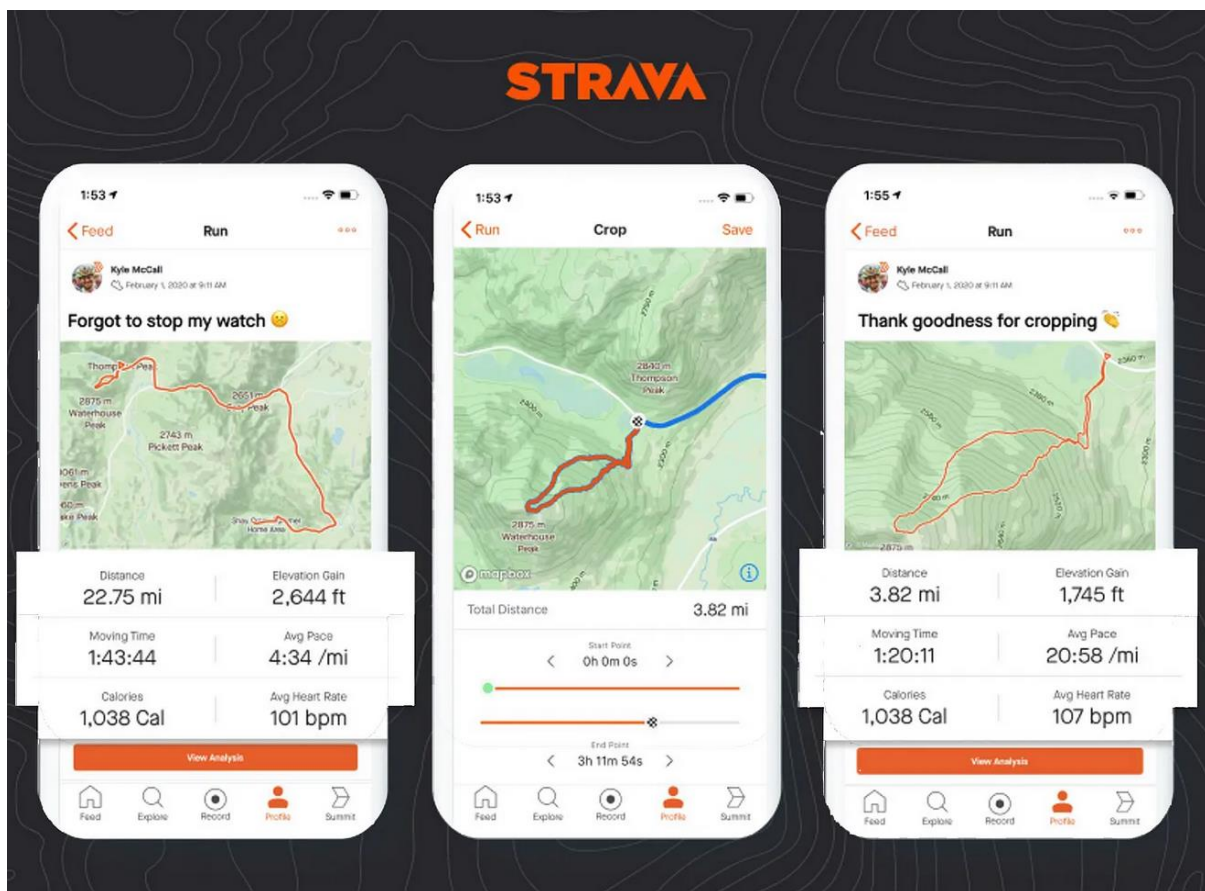 STRAVA
1:53
Feed
Run
Kyle McCall
February 1, 2020 at 9:11 AM
Forgot to stop my watch
2875 m
Waterhouse
Peak
2743 m
Pickett Peak
Home Area
Distance
22.75 mi
Elevation Gain
2,644 ft
Moving Time
1:43:44
Avg Pace
4:34 /mi
Calories
1,038 Cal
Avg Heart Rate
101 bpm
View Analysis
Feed
Explore
Record
Profile
Summit
1:53
Run
Crop
Save
2750 m
2840 m
Thompson
Peak
2400 m
2300 m
2875 m
Waterhouse
Peak
mapbox
Total Distance
3.82 mi
Start Point
0h 0m 0s
End Point
3h 11m 54s
Feed
Explore
Record
Profile
Summit
1:55
Feed
Run
Kyle McCall
February 1, 2020 at 9:11 AM
Thank goodness for cropping
2360 m
2875 m
Distance
3.82 mi
Elevation Gain
1,745 ft
Moving Time
1:20:11
Avg Pace
20:58 /mi
Calories
1,038 Cal
Avg Heart Rate
107 bpm
View Analysis
Feed
Explore
Record
Profile
Summit